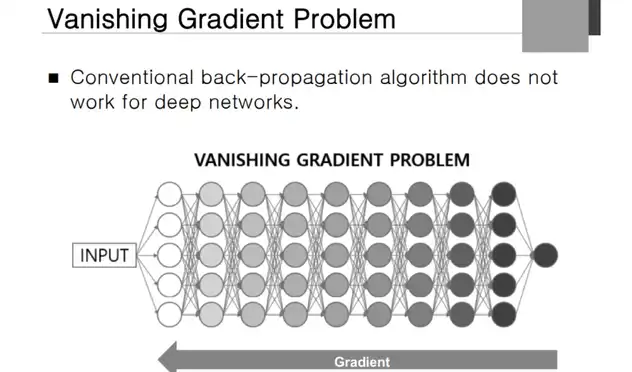 Vanishing Gradient Problem
■ Conventional back-propagation algorithm does not
work for deep networks.
VANISHING GRADIENT PROBLEM
INPUT
Gradient